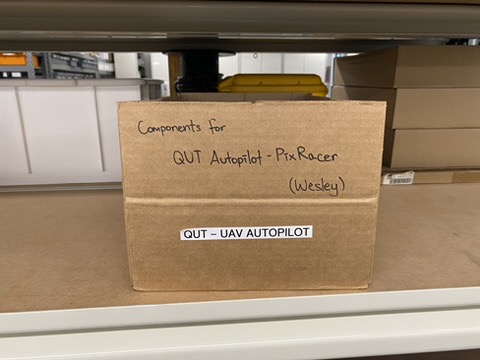 Components for
QUT Autopilot - PixRacer
(Wesley)
QUT – UAV AUTOPILOT